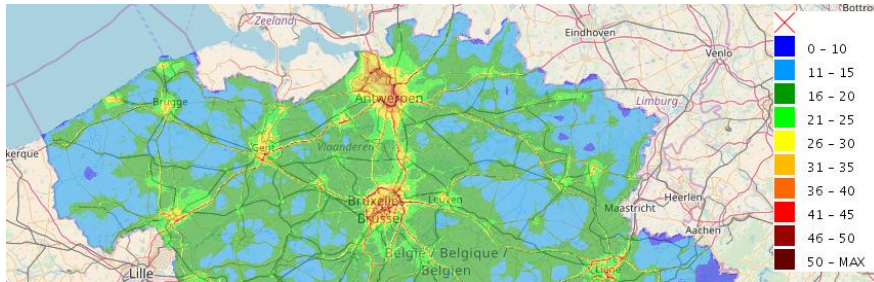 Zeeland
Bottro
Eindhoven
Venlo
0 – 10
11 – 15
16 – 20
21 – 25
26 – 30
31 – 35
36 – 40
41 – 45
46 – 50
50 – MAX
Antwerpen
Limburg
Brugge
Gent
Vlaanderen
kerque
Bruxelles
Brussel
Leuven
Maastricht
Heerlen
Aachen
België / Belgique /
Belgien
Lille
Liège